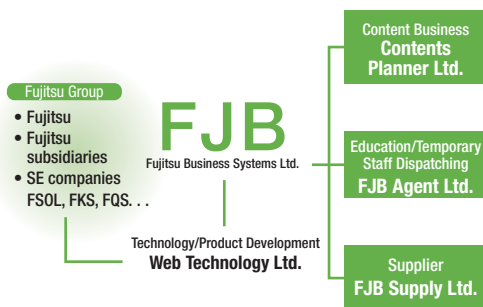 Fujitsu Group
• Fujitsu
• Fujitsu
subsidiaries
• SE companies
FSOL, FKS, FQS. . .
FJB
Fujitsu Business Systems Ltd.
Technology/Product Development
Web Technology Ltd.
Content Business
Contents
Planner Ltd.
Education/Temporary
Staff Dispatching
FJB Agent Ltd.
Supplier
FJB Supply Ltd.